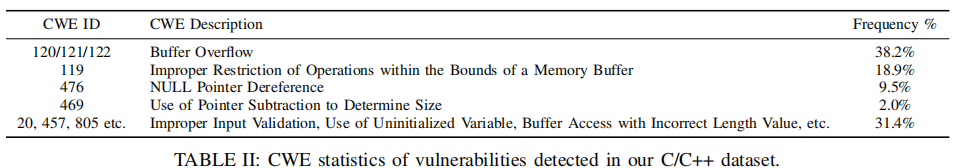 CWE ID CWE Description Frequency %
120/121/122 Buffer Overflow 38.2%
119 Improper Restriction of Operations within the Bounds of a Memory Buffer 18.9%
476 NULL Pointer Dereference 9.5%
469 Use of Pointer Subtraction to Determine Size 2.0%
20, 457, 805 etc. Improper Input Validation, Use of Uninitialized Variable, Buffer Access with Incorrect Length Value, etc. 31.4%
TABLE II: CWE statistics of vulnerabilities detected in our C/C++ dataset.